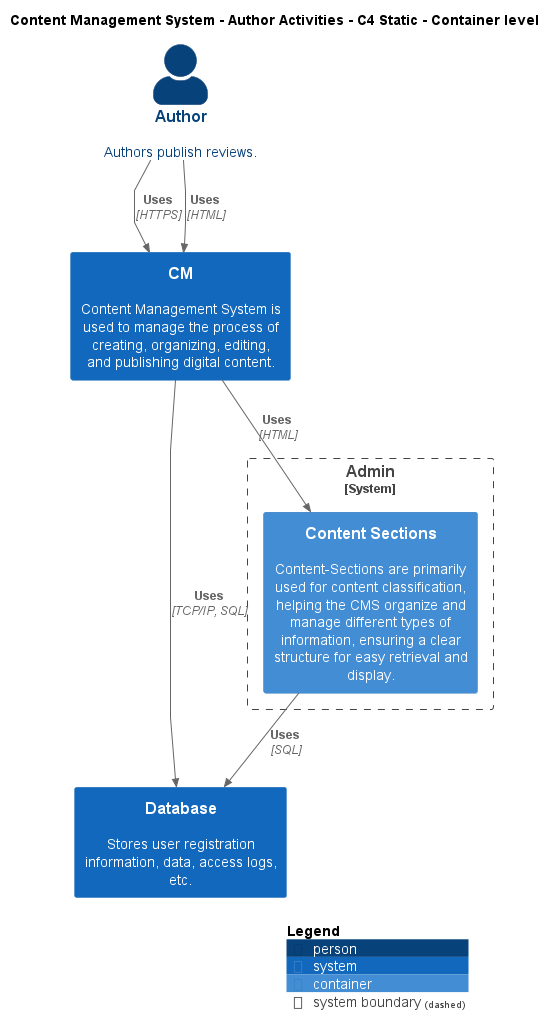 Content Management System - Author Activities - C4 Static - Container level
Author
Authors publish reviews.
Uses
[HTTPS]
Uses
[HTML]
CM
Content Management System is
used to manage the process of
creating, organizing, editing,
and publishing digital content.
Uses
[HTML]
Admin
[System]
Content Sections
Content-Sections are primarily
used for content classification,
helping the CMS organize and
manage different types of
information, ensuring a clear
structure for easy retrieval and
display.
Uses
[TCP/IP, SQL]
Uses
[SQL]
Database
Stores user registration
information, data, access logs,
etc.
Legend
person
system
container
system boundary (dashed)